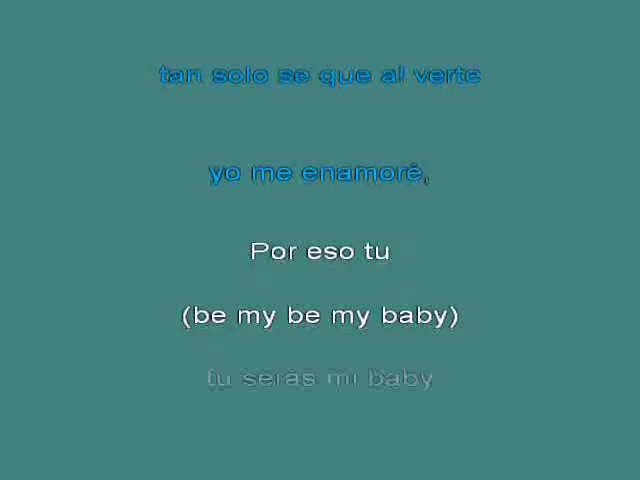 tan solo se que al verte
yo me enamoré,
Por eso tu
(be my be my baby)
tu serás mi baby